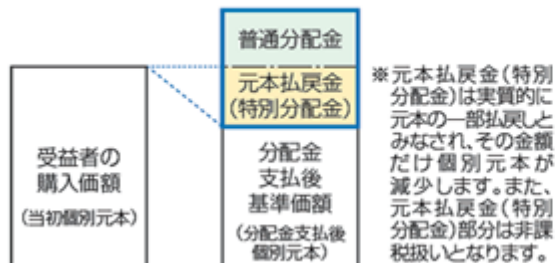 普通分配金
元本払戻金
(特別分配金)
受益者の
購入価額
(当初個別元本)
分配金
支払後
基準価額
(分配金支払後
個別元本)
※元本払戻金(特別
分配金)は実質的に
元本の一部払戻しと
みなされ、その金額
だけ個別元本が
減少します。また、
元本払戻金(特別
分配金)部分は非課
税扱いとなります。